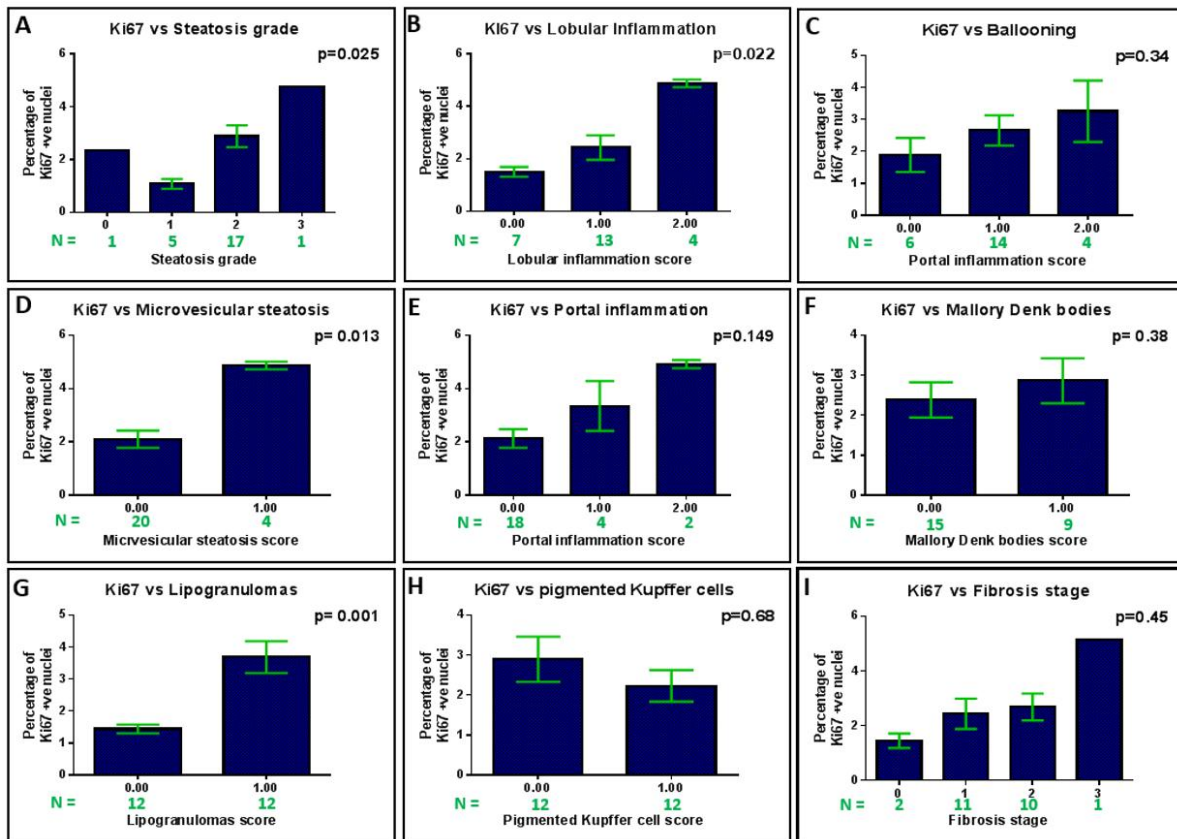 A
Ki67 vs Steatosis grade
p=0.025
Percentage of
Ki67 +ve nuclei
6
4
2
0
0 1 2 3
N = 1 5 17 1
Steatosis grade
B
KI67 vs Lobular Inflammation
p=0.022
Percentage of
Ki67 +ve nuclei
6
4
2
0
0.00 1.00 2.00
N = 7 13 4
Lobular inflammation score
C
Ki67 vs Ballooning
p=0.34
Percentage of
Ki67 +ve nuclei
5
4
3
2
1
0
0.00 1.00 2.00
N = 6 14 4
Portal inflammation score
D
Ki67 vs Microvesicular steatosis
p= 0.013
Percentage of
Ki67 +ve nuclei
6
4
2
0
0.00 1.00
N = 20 4
Micrvesicular steatosis score
E
Ki67 vs Portal inflammation
p=0.149
Percentage of
Ki67 +ve nuclei
6
4
2
0
0.00 1.00 2.00
N = 18 4 2
Portal inflammation score
F
Ki67 vs Mallory Denk bodies
p= 0.38
Percentage of
Ki67 +ve nuclei
4
3
2
1
0
0.00 1.00
N = 15 9
Mallory Denk bodies score
G
Ki67 vs Lipogranulomas
p= 0.001
Percentage of
Ki67 +ve nuclei
5
4
3
2
1
0
0.00 1.00
N = 12 12
Lipogranulomas score
H
Ki67 vs pigmented Kupffer cells
p=0.68
Percentage of
Ki67 +ve nuclei
4
3
2
1
0
0.00 1.00
N = 12 12
Pigmented Kupffer cell score
I
Ki67 vs Fibrosis stage
p=0.45
Percentage of
Ki67 +ve nuclei
6
4
2
0
0 1 2 3
N = 2 11 10 1
Fibrosis stage